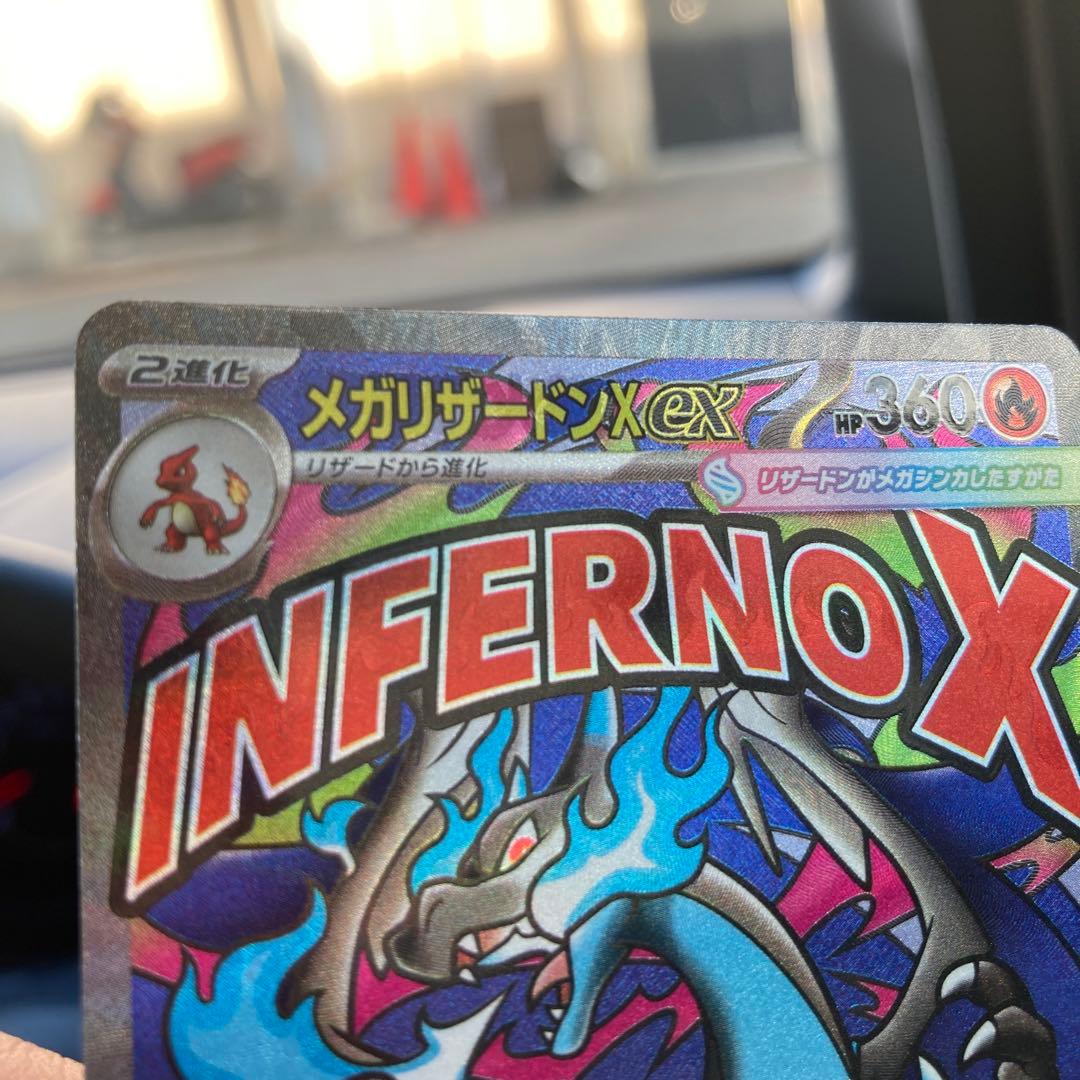 2進化
メガリザードンXex
HP360
リザードから進化
リザードンがメガシンカしたすがた
INFERNO X